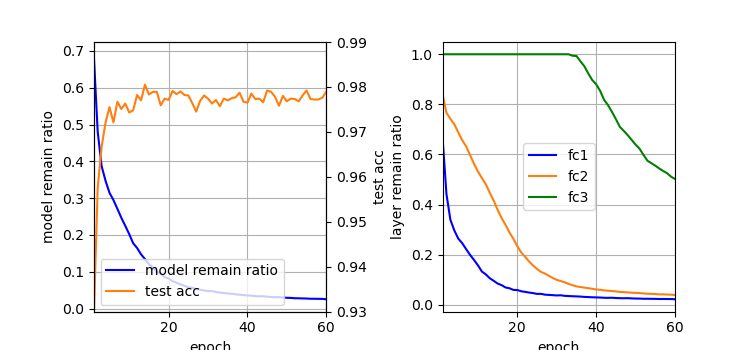 0.7
0.6
0.5
0.4
0.3
0.2
0.1
0.0
model remain ratio
20
40
60
epoch
0.99
0.98
0.97
0.96
0.95
0.94
0.93
test acc
model remain ratio
test acc
1.0
0.8
0.6
0.4
0.2
0.0
layer remain ratio
20
40
60
epoch
fc1
fc2
fc3